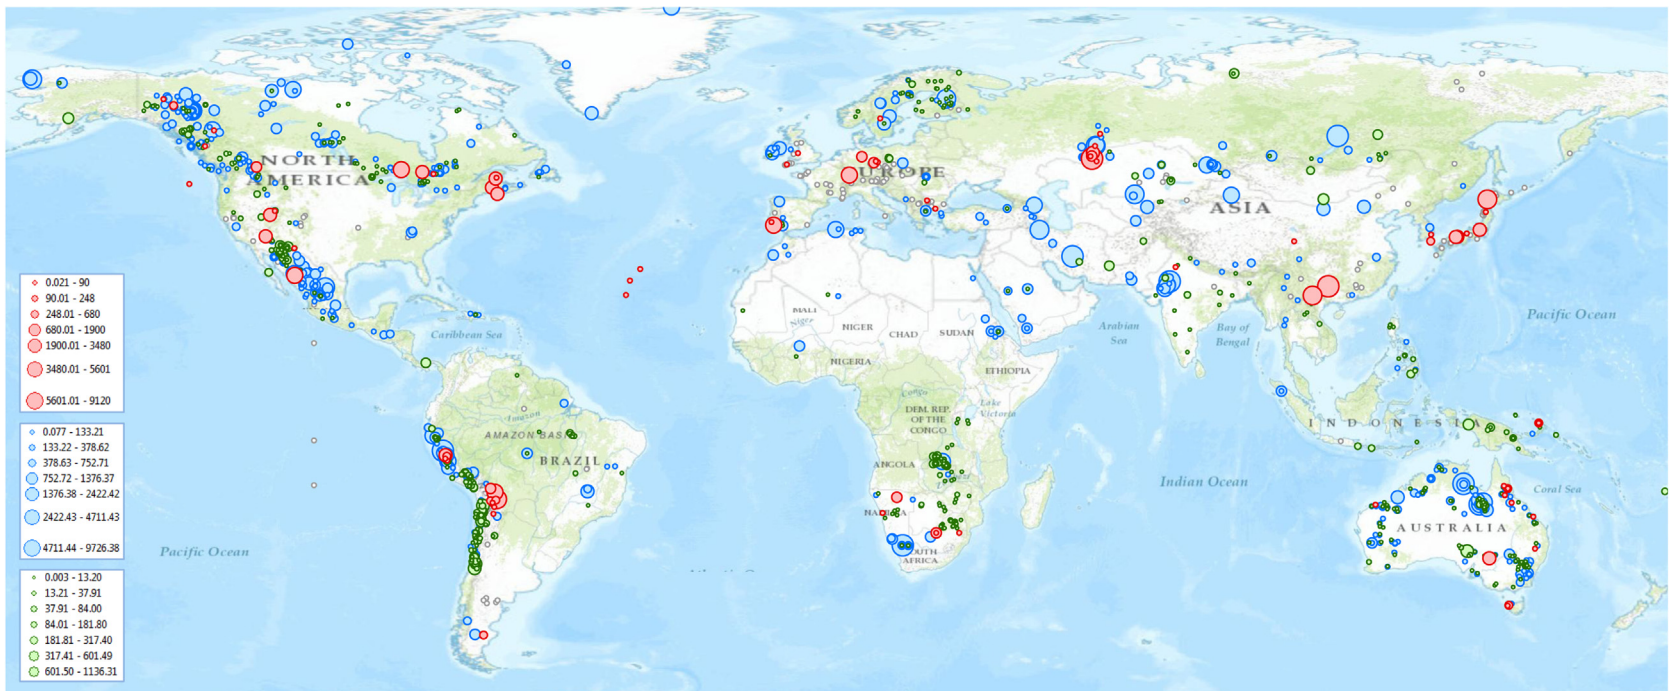 NORTH
AMERICA
EUROPE
ASIA
0.021 - 90
90.01 - 248
248.01 - 680
680.01 - 1900
1900.01 - 3480
3480.01 - 5601
5601.01 - 9120
MALI
Niger
NIGER
CHAD
SUDAN
Arabian
Sea
Bay of
Bengal
Pacific Ocean
Caribbean Sea
NIGERIA
ETHIOPIA
Congo
DEM. REP.
OF THE
CONGO
Lake
Victoria
Amazon
AMAZON BASIN
BRAZIL
INDONESIA
0.077 - 133.21
133.22 - 378.62
378.63 - 752.71
752.72 - 1376.37
1376.38 - 2422.42
2422.43 - 4711.43
4711.44 - 9726.38
ANGOLA
NAMIBIA
Indian Ocean
Coral Sea
AUSTRALIA
Pacific Ocean
SOUTH
AFRICA
0.003 - 13.20
13.21 - 37.91
37.91 - 84.00
84.01 - 181.80
181.81 - 317.40
317.41 - 601.49
601.50 - 1136.31